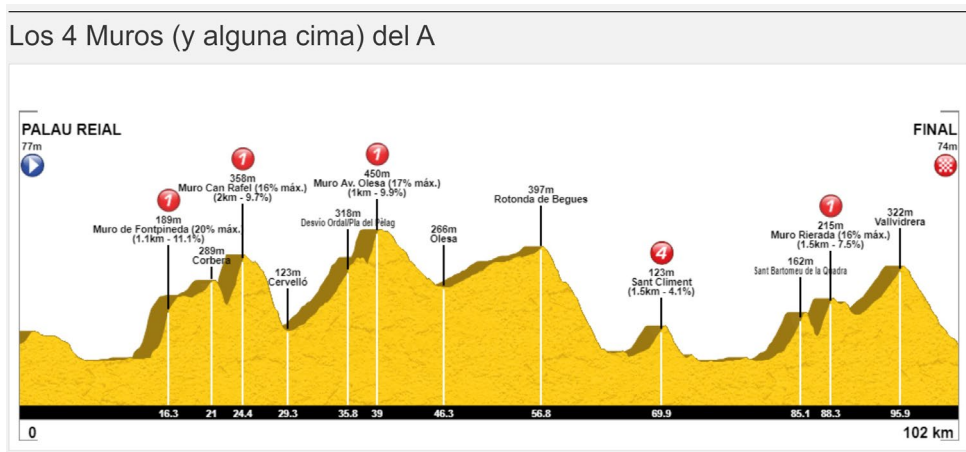 Los 4 Muros (y alguna cima) del A
PALAU REIAL
77m
FINAL
74m
1
189m
Muro de Fontpineda (20% máx.
(1.1km - 11.1%)
289m
Corbera
1
358m
Muro Can Rafel (16% máx.)
(2km - 9.7%)
123m
Cervelló
318m
Desvio Ordal/Pla del Pèlag
1
450m
Muro Av. Olesa (17% máx.)
(1km - 9.9%)
266m
Olesa
397m
Rotonda de Begues
4
123m
Sant Climent
(1.5km - 4.1%)
162m
Sant Bartomeu de la Quadra
1
215m
Muro Rierada (16% máx.)
(1.5km - 7.5%)
322m
Vallvidrera
16.3 21 24.4 29.3 35.8 39 46.3 56.8 69.9 85.1 88.3 95.9
0 102 km